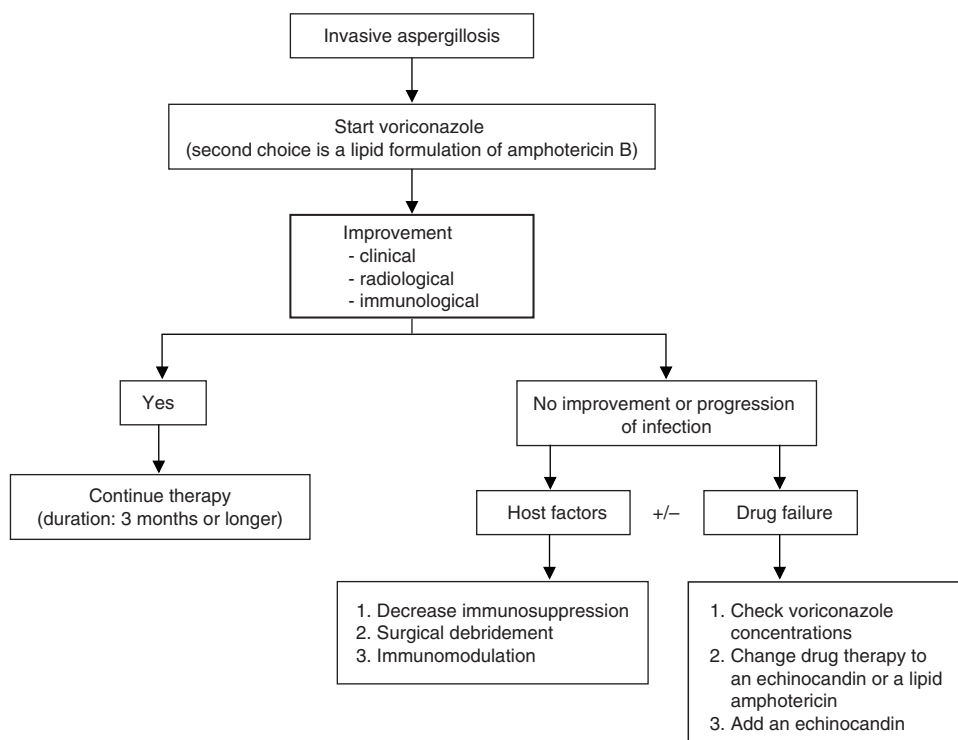 Invasive aspergillosis
Start voriconazole
(second choice is a lipid formulation of amphotericin B)
Improvement
- clinical
- radiological
- immunological
Yes
No improvement or progression
of infection
Continue therapy
(duration: 3 months or longer)
Host factors
+/–
Drug failure
1. Decrease immunosuppression
2. Surgical debridement
3. Immunomodulation
1. Check voriconazole
concentrations
2. Change drug therapy to
an echinocandin or a lipid
amphotericin
3. Add an echinocandin